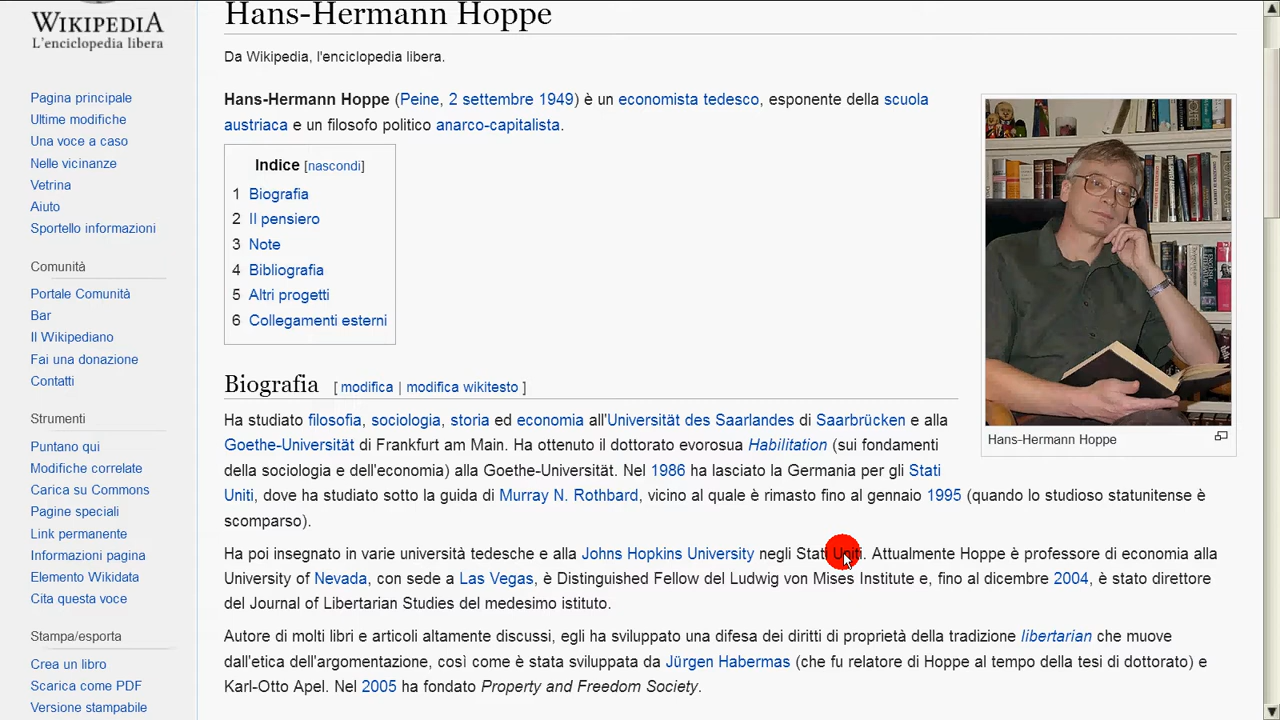 WIKIPEDIA
L'enciclopedia libera
Pagina principale
Ultime modifiche
Una voce a caso
Nelle vicinanze
Vetrina
Aiuto
Sportello informazioni
Comunità
Portale Comunità
Bar
Il Wikipediano
Fai una donazione
Contatti
Strumenti
Puntano qui
Modifiche correlate
Carica su Commons
Pagine speciali
Link permanente
Informazioni pagina
Elemento Wikidata
Cita questa voce
Stampa/esporta
Crea un libro
Scarica come PDF
Versione stampabile
Hans-Hermann Hoppe
Da Wikipedia, l'enciclopedia libera.
Hans-Hermann Hoppe (Peine, 2 settembre 1949) è un economista tedesco, esponente della scuola
austriaca e un filosofo politico anarco-capitalista.
Indice [nascondi]
1 Biografia
2 Il pensiero
3 Note
4 Bibliografia
5 Altri progetti
6 Collegamenti esterni
Hans-Hermann Hoppe
Biografia [ modifica | modifica wikitesto ]
Ha studiato filosofia, sociologia, storia ed economia all'Universität des Saarlandes di Saarbrücken e alla
Goethe-Universität di Frankfurt am Main. Ha ottenuto il dottorato evorosua Habilitation (sui fondamenti
della sociologia e dell'economia) alla Goethe-Universität. Nel 1986 ha lasciato la Germania per gli Stati
Uniti, dove ha studiato sotto la guida di Murray N. Rothbard, vicino al quale è rimasto fino al gennaio 1995 (quando lo studioso statunitense è
scomparso).
Ha poi insegnato in varie università tedesche e alla Johns Hopkins University negli Stati Uniti. Attualmente Hoppe è professore di economia alla
University of Nevada, con sede a Las Vegas, è Distinguished Fellow del Ludwig von Mises Institute e, fino al dicembre 2004, è stato direttore
del Journal of Libertarian Studies del medesimo istituto.
Autore di molti libri e articoli altamente discussi, egli ha sviluppato una difesa dei diritti di proprietà della tradizione libertarian che muove
dall'etica dell'argomentazione, così come è stata sviluppata da Jürgen Habermas (che fu relatore di Hoppe al tempo della tesi di dottorato) e
Karl-Otto Apel. Nel 2005 ha fondato Property and Freedom Society.